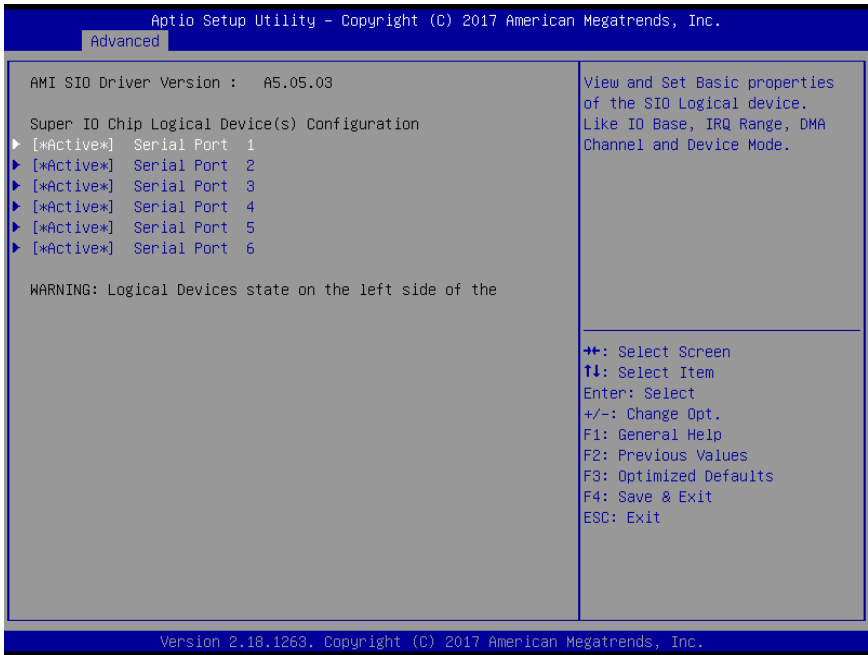 Aptio Setup Utility – Copyright (C) 2017 American Megatrends, Inc.
Advanced
AMI SIO Driver Version : A5.05.03
Super IO Chip Logical Device(s) Configuration
[*Active*] Serial Port 1
[*Active*] Serial Port 2
[*Active*] Serial Port 3
[*Active*] Serial Port 4
[*Active*] Serial Port 5
[*Active*] Serial Port 6
WARNING: Logical Devices state on the left side of the
View and Set Basic properties
of the SIO Logical device.
Like IO Base, IRQ Range, DMA
Channel and Device Mode.
→←: Select Screen
↑↓: Select Item
Enter: Select
+/-: Change Opt.
F1: General Help
F2: Previous Values
F3: Optimized Defaults
F4: Save & Exit
ESC: Exit
Version 2.18.1263. Copyright (C) 2017 American Megatrends, Inc.